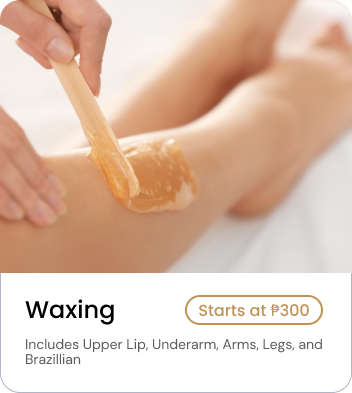 Waxing
Starts at ₱300
Includes Upper Lip, Underarm, Arms, Legs, and
Brazillian